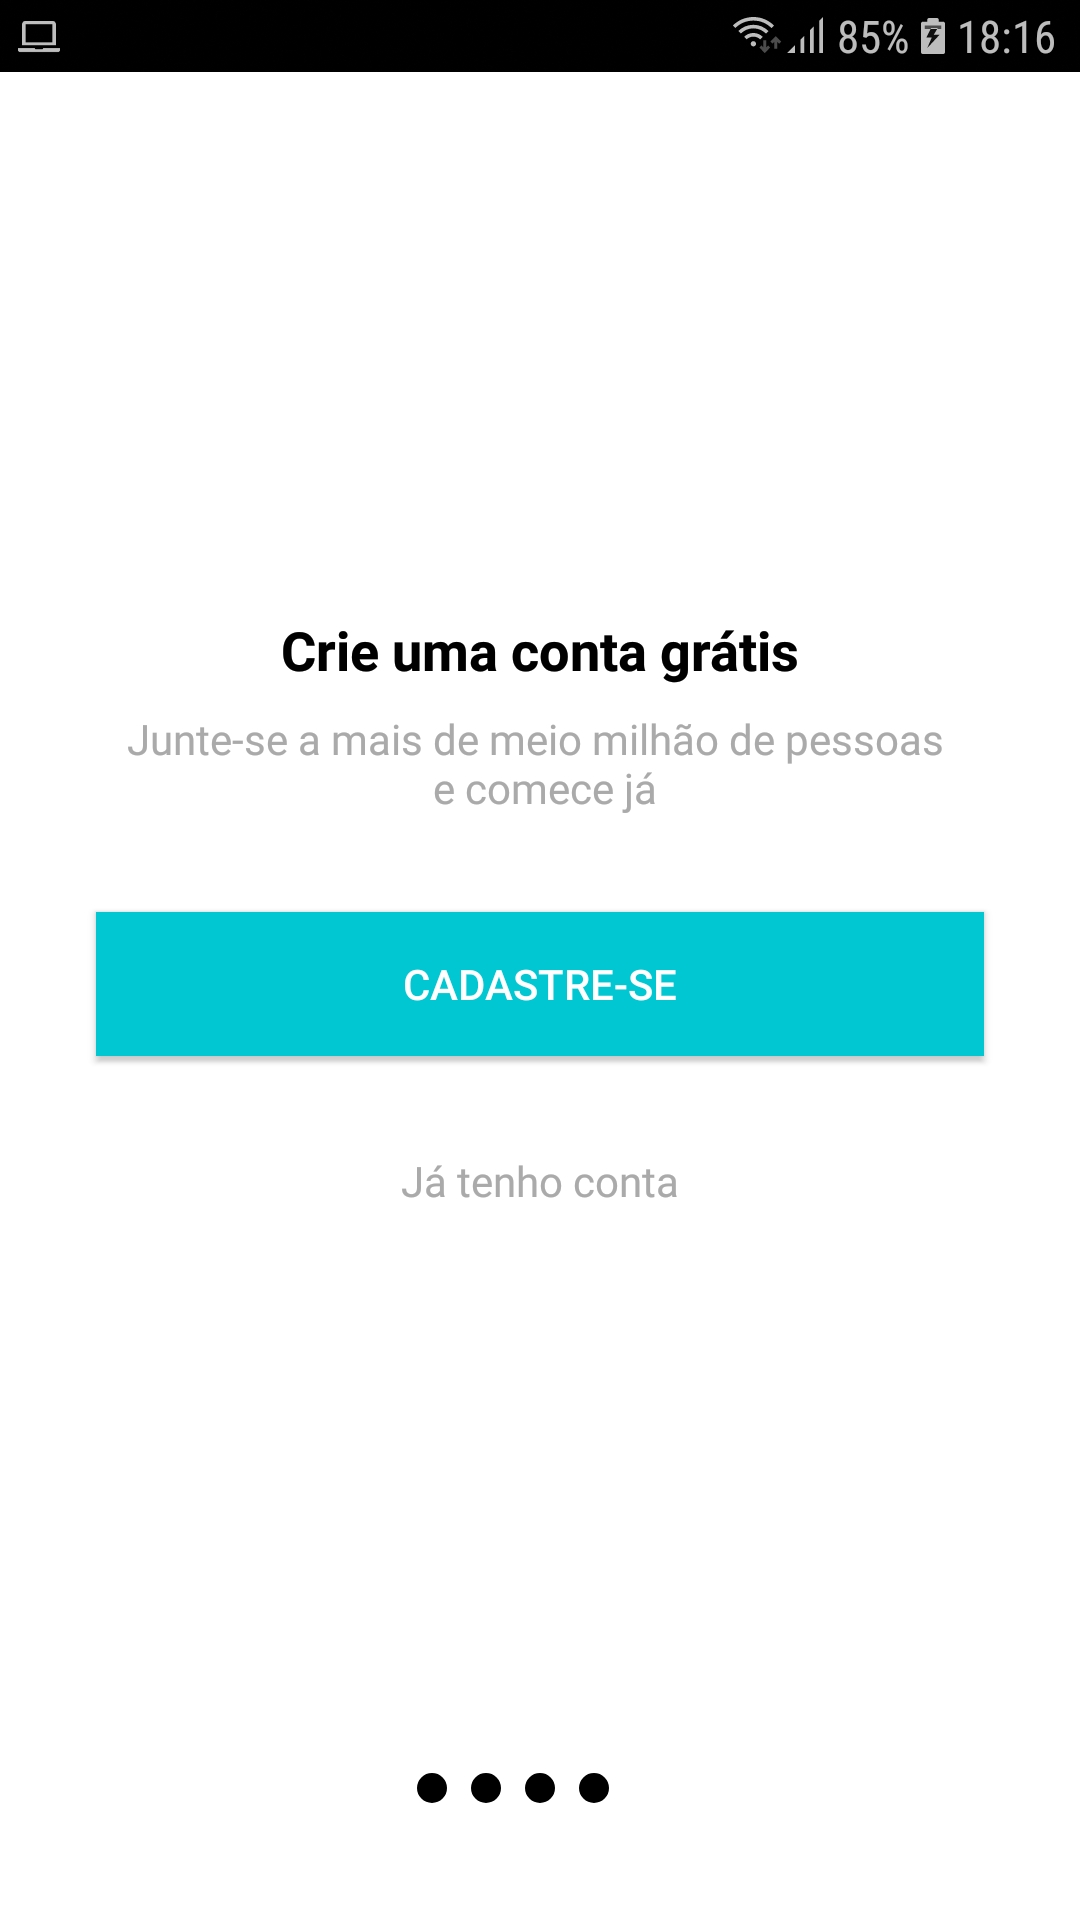 85% 18:16
Crie uma conta grátis
Junte-se a mais de meio milhão de pessoas
e comece já
CADASTRE-SE
Já tenho conta